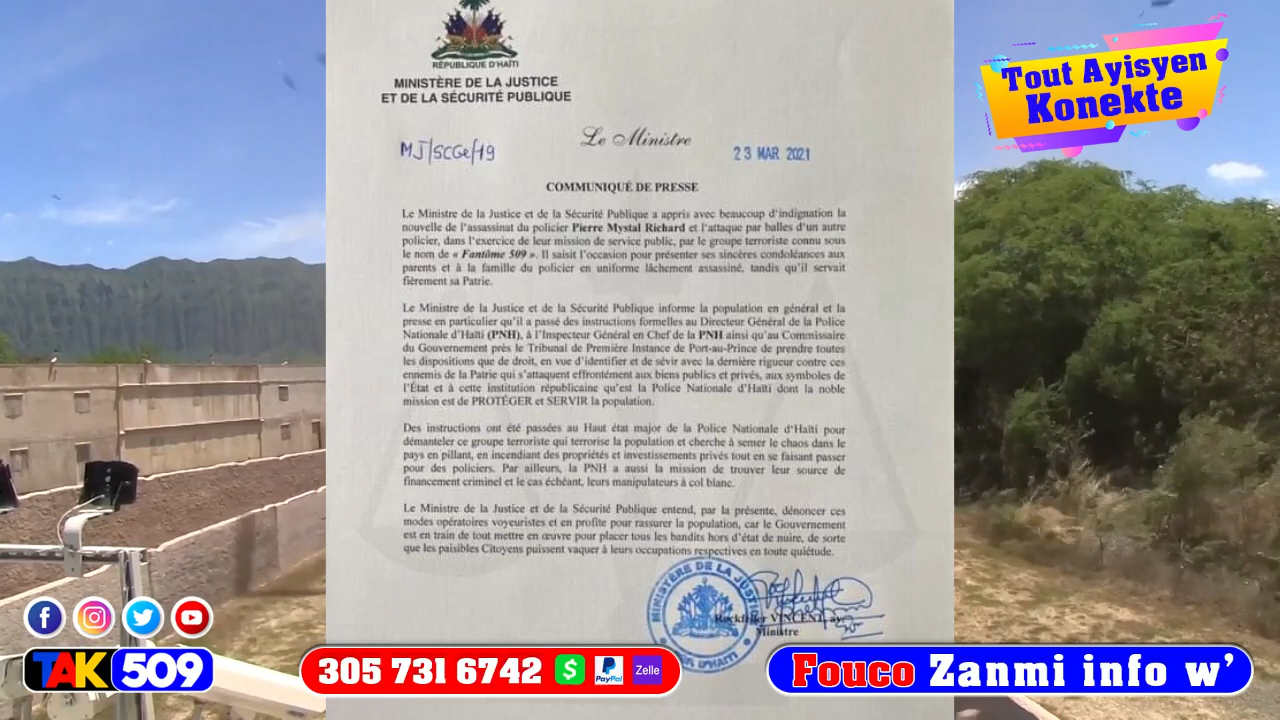 RÉPUBLIQUE D'HAÏTI
MINISTÈRE DE LA JUSTICE
ET DE LA SÉCURITÉ PUBLIQUE
Le Ministre
MJ/SCGe/19
23 MAR 2021
COMMUNIQUÉ DE PRESSE
Le Ministre de la Justice et de la Sécurité Publique a appris avec beaucoup d'indignation la
nouvelle de l'assassinat du policier Pierre Mystal Richard et l'attaque par balles d'un autre
policier, dans l'exercice de leur mission de service public, par le groupe terroriste connu sous
le nom de « Fantôme 509 ». Il saisit l'occasion pour présenter ses sincères condoléances aux
parents et à la famille du policier en uniforme lâchement assassiné, tandis qu'il servait
fièrement sa Patrie.
Le Ministre de la Justice et de la Sécurité Publique informe la population en général et la
presse en particulier qu'il a passé des instructions formelles au Directeur Général de la Police
Nationale d'Haïti (PNH), à l'Inspecteur Général en Chef de la PNH ainsi qu'au Commissaire
du Gouvernement près le Tribunal de Première Instance de Port-au-Prince de prendre toutes
les dispositions que de droit, en vue d'identifier et de sévir avec la dernière rigueur contre ces
ennemis de la Patrie qui s'attaquent effrontément aux biens publics et privés, aux symboles de
l'État et à cette institution républicaine qu'est la Police Nationale d'Haïti dont la noble
mission est de PROTÉGER et SERVIR la population.
Des instructions ont été passées au Haut état major de la Police Nationale d'Haïti pour
démanteler ce groupe terroriste qui terrorise la population et cherche à semer le chaos dans le
pays en pillant, en incendiant des propriétés et investissements privés tout en se faisant passer
pour des policiers. Par ailleurs, la PNH a aussi la mission de trouver leur source de
financement criminel et le cas échéant, leurs manipulateurs à col blanc.
Le Ministre de la Justice et de la Sécurité Publique entend, par la présente, dénoncer ces
modes opératoires voyeuristes et en profite pour rassurer la population, car le Gouvernement
est en train de tout mettre en œuvre pour placer tous les bandits hors d'état de nuire, de sorte
que les paisibles Citoyens puissent vaquer à leurs occupations respectives en toute quiétude.
MINISTÈRE DE LA JUSTICE
Rockfeller VINCENT, av.
Ministre
Tout Ayisyen
Konekte
TAK 509
305 731 6742
PayPal
Zelle
Fouco Zanmi info w'